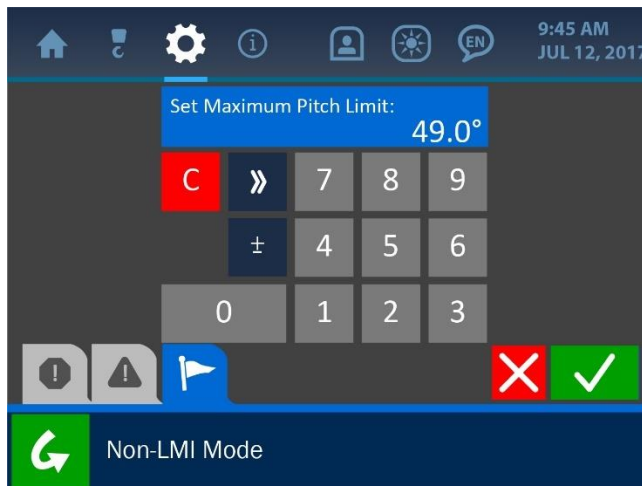 EN
9:45 AM
JUL 12, 2017
Set Maximum Pitch Limit:
49.0°
C » 7 8 9
± 4 5 6
0 1 2 3
Non-LMI Mode